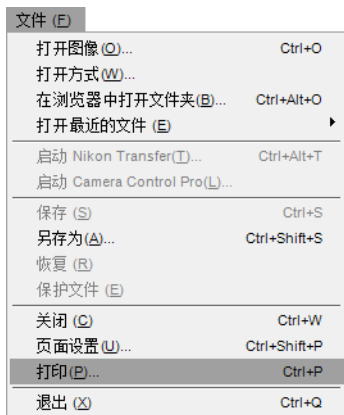 文件 (F)
打开图像(O)... Ctrl+O
打开方式(W)...
在浏览器中打开文件夹(B)... Ctrl+Alt+O
打开最近的文件 (E)
启动 Nikon Transfer(T)... Ctrl+Alt+T
启动 Camera Control Pro(L)...
保存 (S) Ctrl+S
另存为(A)... Ctrl+Shift+S
恢复 (R)
保护文件 (E)
关闭 (C) Ctrl+W
页面设置(U)... Ctrl+Shift+P
打印(P)... Ctrl+P
退出 (X) Ctrl+Q